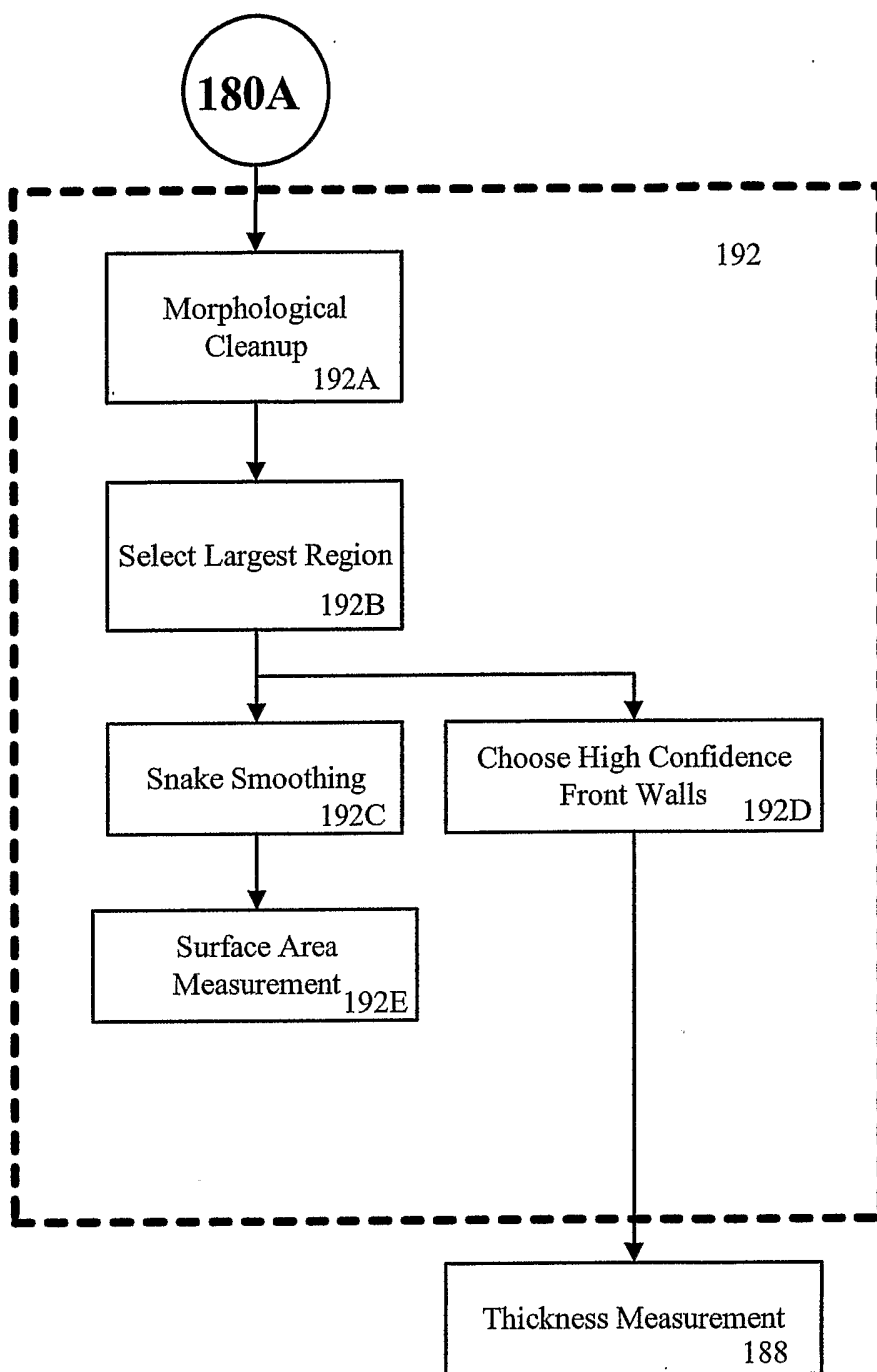 180A
192
Morphological
Cleanup
192A
Select Largest Region
192B
Snake Smoothing
192C
Choose High Confidence
Front Walls
192D
Surface Area
Measurement
192E
Thickness Measurement
188